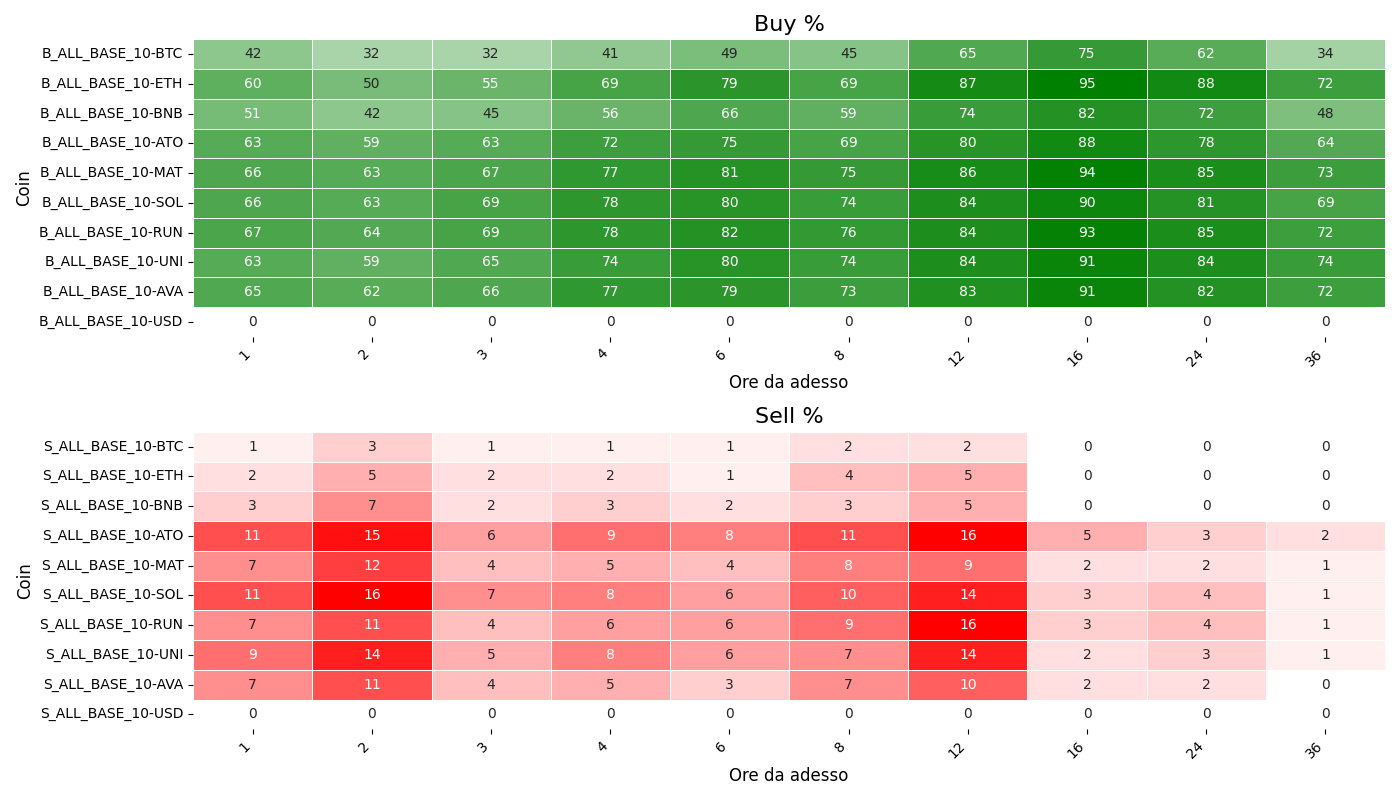 Buy %
Coin
B_ALL_BASE_10-BTC 42 32 32 41 49 45 65 75 62 34
B_ALL_BASE_10-ETH 60 50 55 69 79 69 87 95 88 72
B_ALL_BASE_10-BNB 51 42 45 56 66 59 74 82 72 48
B_ALL_BASE_10-ATO 63 59 63 72 75 69 80 88 78 64
B_ALL_BASE_10-MAT 66 63 67 77 81 75 86 94 85 73
B_ALL_BASE_10-SOL 66 63 69 78 80 74 84 90 81 69
B_ALL_BASE_10-RUN 67 64 69 78 82 76 84 93 85 72
B_ALL_BASE_10-UNI 63 59 65 74 80 74 84 91 84 74
B_ALL_BASE_10-AVA 65 62 66 77 79 73 83 91 82 72
B_ALL_BASE_10-USD 0 0 0 0 0 0 0 0 0 0
1 2 3 4 6 8 12 16 24 36
Ore da adesso
Sell %
Coin
S_ALL_BASE_10-BTC 1 3 1 1 1 2 2 0 0 0
S_ALL_BASE_10-ETH 2 5 2 2 1 4 5 0 0 0
S_ALL_BASE_10-BNB 3 7 2 3 2 3 5 0 0 0
S_ALL_BASE_10-ATO 11 15 6 9 8 11 16 5 3 2
S_ALL_BASE_10-MAT 7 12 4 5 4 8 9 2 2 1
S_ALL_BASE_10-SOL 11 16 7 8 6 10 14 3 4 1
S_ALL_BASE_10-RUN 7 11 4 6 6 9 16 3 4 1
S_ALL_BASE_10-UNI 9 14 5 8 6 7 14 2 3 1
S_ALL_BASE_10-AVA 7 11 4 5 3 7 10 2 2 0
S_ALL_BASE_10-USD 0 0 0 0 0 0 0 0 0 0
1 2 3 4 6 8 12 16 24 36
Ore da adesso